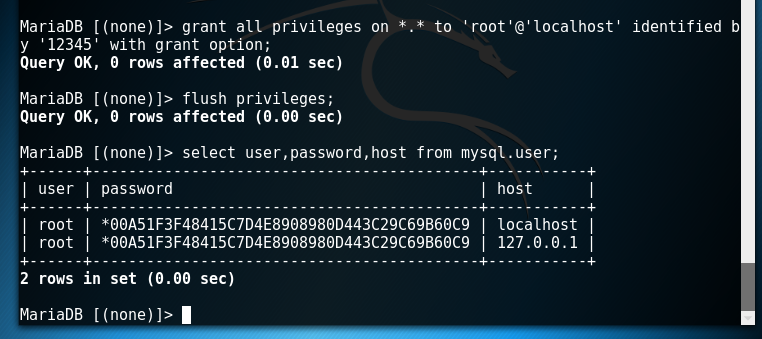 MariaDB [(none)]> grant all privileges on *.* to 'root'@'localhost' identified b
y '12345' with grant option;
Query OK, 0 rows affected (0.01 sec)
MariaDB [(none)]> flush privileges;
Query OK, 0 rows affected (0.00 sec)
MariaDB [(none)]> select user,password,host from mysql.user;
+------+-------------------------------------------+-----------+
| user | password                                  | host      |
+------+-------------------------------------------+-----------+
| root | *00A51F3F48415C7D4E8908980D443C29C69B60C9 | localhost |
| root | *00A51F3F48415C7D4E8908980D443C29C69B60C9 | 127.0.0.1 |
+------+-------------------------------------------+-----------+
2 rows in set (0.00 sec)
MariaDB [(none)]>